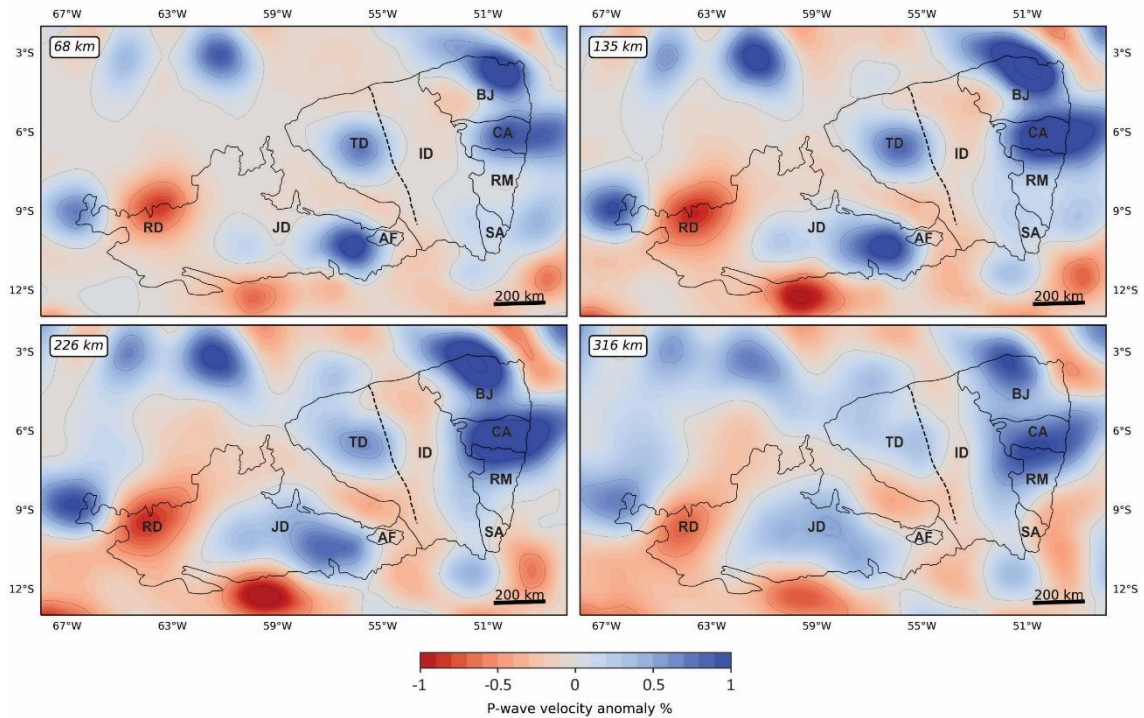 67°W 63°W 59°W 55°W 51°W 67°W 63°W 59°W 55°W 51°W
68 km
135 km
3°S 3°S
BJ BJ
6°S TD ID CA TD ID CA 6°S
RM RM
9°S RD JD AF SA RD JD AF SA 9°S
12°S 200 km 200 km 12°S
226 km
316 km
3°S 3°S
BJ BJ
6°S TD ID CA TD ID CA 6°S
RM RM
9°S RD JD AF SA RD JD AF SA 9°S
12°S 200 km 200 km 12°S
67°W 63°W 59°W 55°W 51°W 67°W 63°W 59°W 55°W 51°W
-1 -0.5 0 0.5 1
P-wave velocity anomaly %